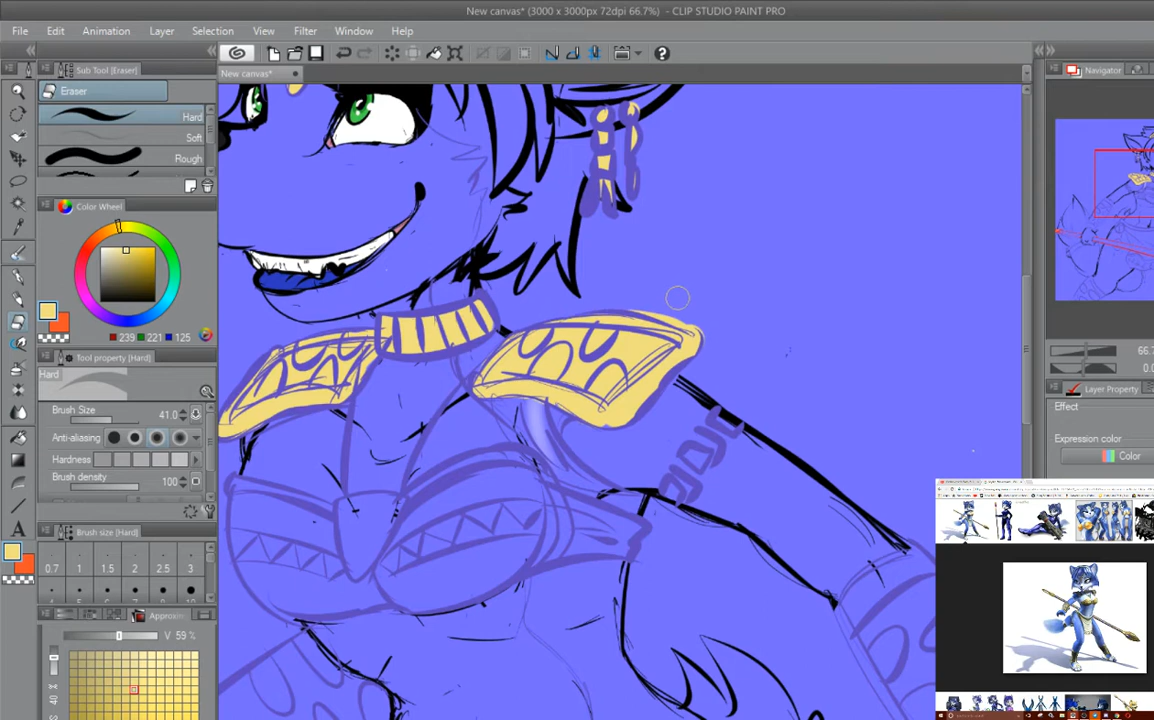 New canvas* (3000 x 3000px 72dpi 66.7%) - CLIP STUDIO PAINT PRO
File Edit Animation Layer Selection View Filter Window Help
Sub Tool [Eraser]
New canvas*
Navigator
Eraser
Hard
Soft
Rough
Color Wheel
239 221 125
Tool property [Hard]
Hard
Brush Size 41.0
Anti-aliasing
Hardness
Brush density 100
Brush size [Hard]
0.7 1 1.5 2 2.5 3
Approxim
V 59 %
40
66.7
0.0
Layer Property
Effect
Expression color
Color